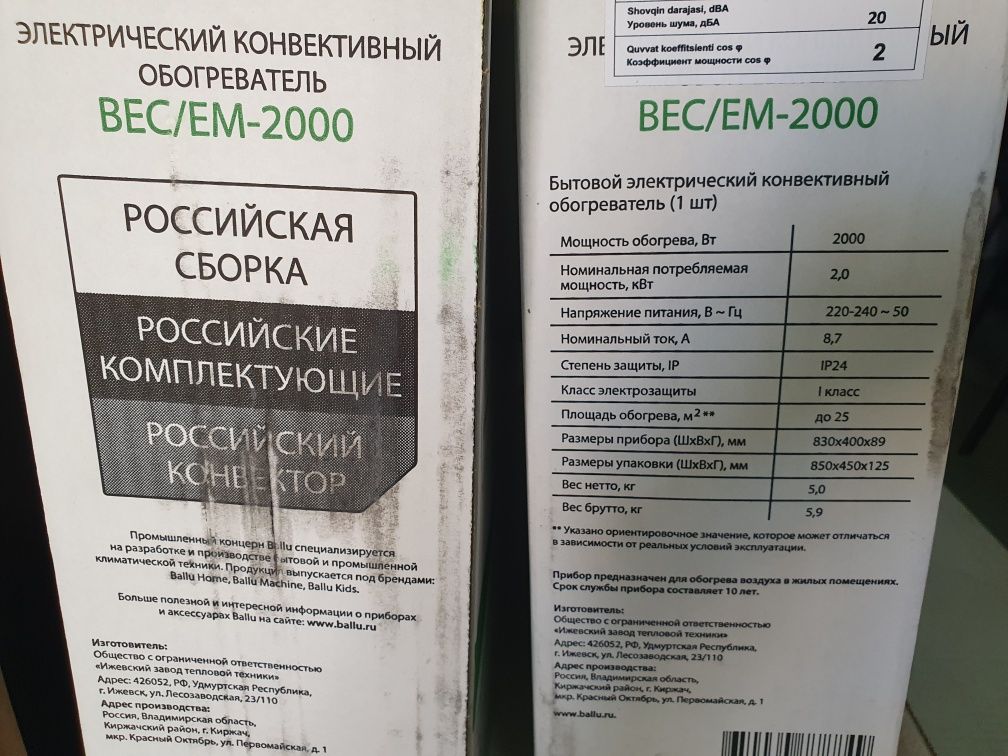 ЭЛЕКТРИЧЕСКИЙ КОНВЕКТИВНЫЙ
ОБОГРЕВАТЕЛЬ
BEC/EM-2000
РОССИЙСКАЯ
СБОРКА
РОССИЙСКИЕ
КОМПЛЕКТУЮЩИЕ
РОССИЙСКИЙ
КОНВЕКТОР
Промышленный концерн Ballu специализируется
на разработке и производстве бытовой и промышленной
климатической техники. Продукция выпускается под брендами:
Ballu Home, Ballu Machine, Ballu Kids.
Больше полезной и интересной информации о приборах
и аксессуарах Ballu на сайте: www.ballu.ru
Изготовитель:
Общество с ограниченной ответственностью
«Ижевский завод тепловой техники»
Адрес: 426052, РФ, Удмуртская Республика,
г. Ижевск, ул. Лесозаводская, 23/110
Адрес производства:
Россия, Владимирская область,
Киржачский район, г. Киржач,
мкр. Красный Октябрь, ул. Первомайская, д. 1
Shovqin darajasi, dBA
Уровень шума, дБА 20
Quvvat koeffitsienti cos φ
Коэффициент мощности cos φ 2
ЭЛЕ ЫЙ
BEC/EM-2000
Бытовой электрический конвективный
обогреватель (1 шт)
Мощность обогрева, Вт 2000
Номинальная потребляемая
мощность, кВт 2,0
Напряжение питания, В ~ Гц 220-240 ~ 50
Номинальный ток, А 8,7
Степень защиты, IP IP24
Класс электрозащиты I класс
Площадь обогрева, м² ** до 25
Размеры прибора (ШхВхГ), мм 830х400х89
Размеры упаковки (ШхВхГ), мм 850х450х125
Вес нетто, кг 5,0
Вес брутто, кг 5,9
** Указано ориентировочное значение, которое может отличаться
в зависимости от реальных условий эксплуатации.
Прибор предназначен для обогрева воздуха в жилых помещениях.
Срок службы прибора составляет 10 лет.
Изготовитель:
Общество с ограниченной ответственностью
«Ижевский завод тепловой техники»
Адрес: 426052, РФ, Удмуртская Республика,
г. Ижевск, ул. Лесозаводская, 23/110
Адрес производства:
Россия, Владимирская область,
Киржачский район, г. Киржач,
мкр. Красный Октябрь, ул. Первомайская, д. 1
www.ballu.ru